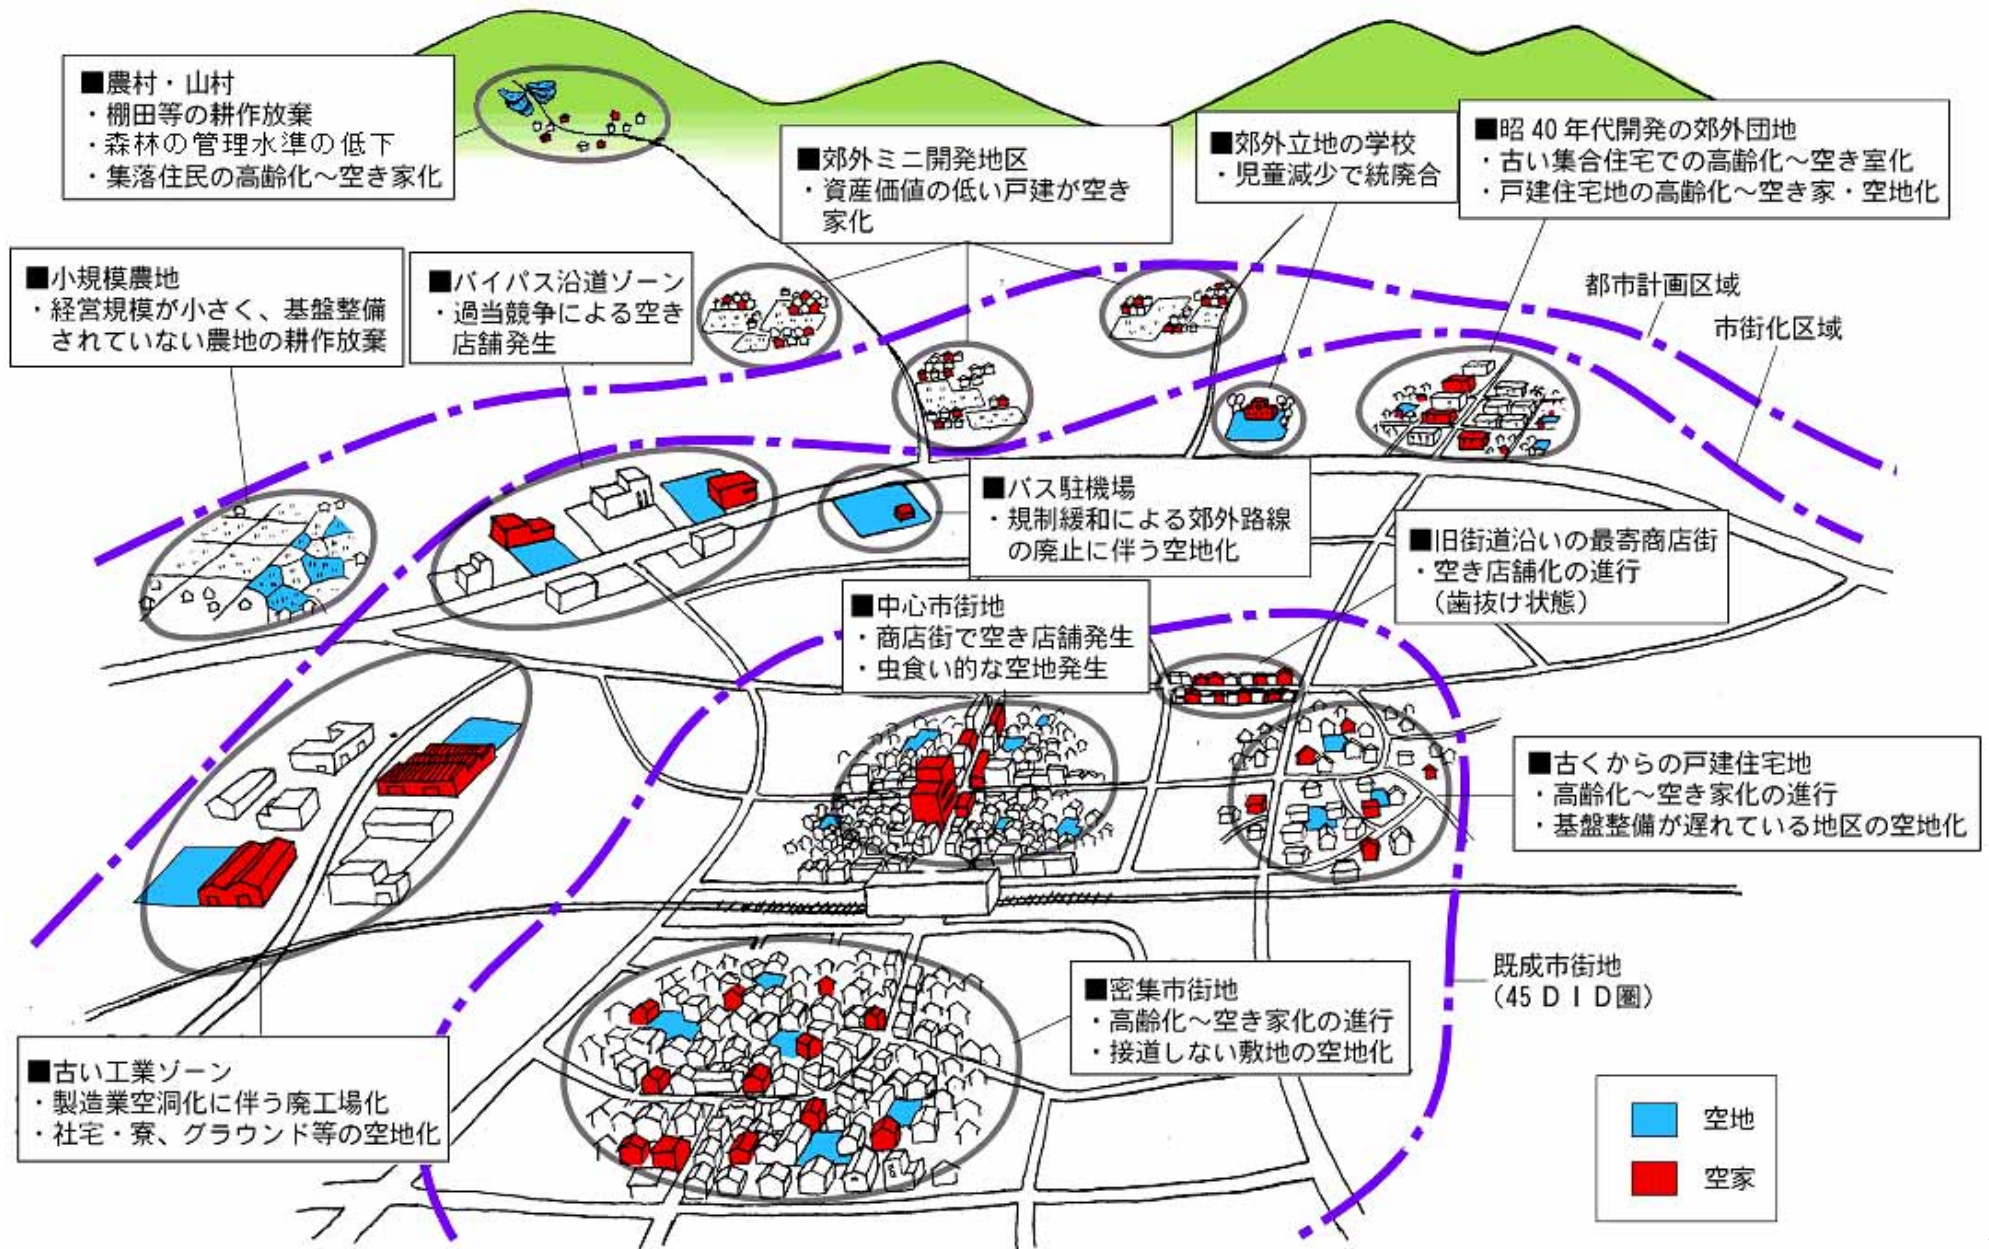 ■農村・山村
・棚田等の耕作放棄
・森林の管理水準の低下
・集落住民の高齢化～空き家化
■郊外ミニ開発地区
・資産価値の低い戸建が空き
家化
■郊外立地の学校
・児童減少で統廃合
■昭40年代開発の郊外団地
・古い集合住宅での高齢化～空き室化
・戸建住宅地の高齢化～空き家・空地化
■小規模農地
・経営規模が小さく、基盤整備
されていない農地の耕作放棄
■バイパス沿道ゾーン
・過当競争による空き
店舗発生
都市計画区域
市街化区域
■バス駐機場
・規制緩和による郊外路線
の廃止に伴う空地化
■旧街道沿いの最寄商店街
・空き店舗化の進行
（歯抜け状態）
■中心市街地
・商店街で空き店舗発生
・虫食い的な空地発生
■古くからの戸建住宅地
・高齢化～空き家化の進行
・基盤整備が遅れている地区の空地化
既成市街地
（45ＤＩＤ圏）
■密集市街地
・高齢化～空き家化の進行
・接道しない敷地の空地化
■古い工業ゾーン
・製造業空洞化に伴う廃工場化
・社宅・寮、グラウンド等の空地化
空地
空家